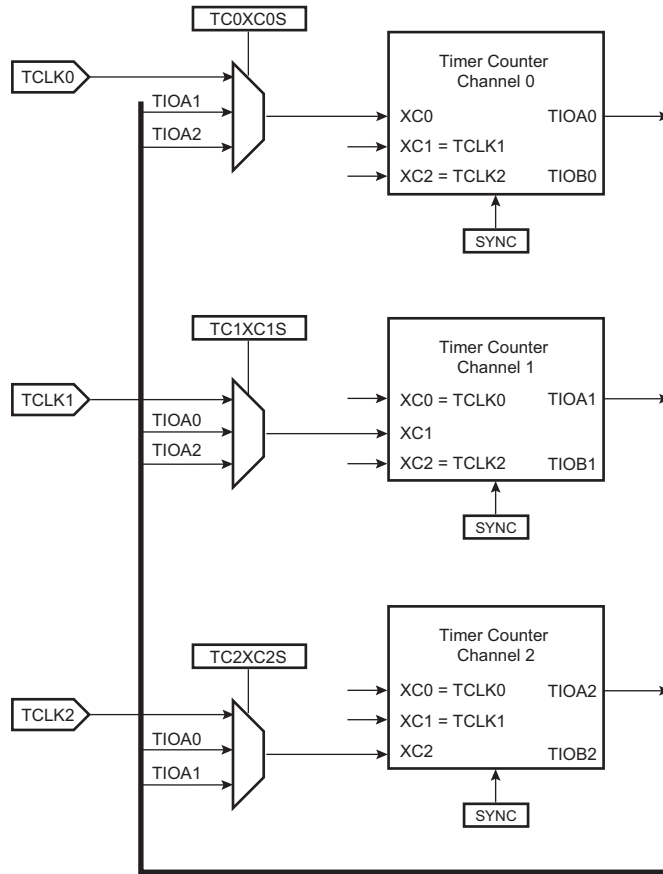 TC0XC0S
TCLK0
TIOA1
TIOA2
Timer Counter
Channel 0
XC0
TIOA0
XC1 = TCLK1
XC2 = TCLK2
TIOB0
SYNC
TC1XC1S
TCLK1
TIOA0
TIOA2
Timer Counter
Channel 1
XC0 = TCLK0
TIOA1
XC1
XC2 = TCLK2
TIOB1
SYNC
TC2XC2S
TCLK2
TIOA0
TIOA1
Timer Counter
Channel 2
XC0 = TCLK0
TIOA2
XC1 = TCLK1
XC2
TIOB2
SYNC